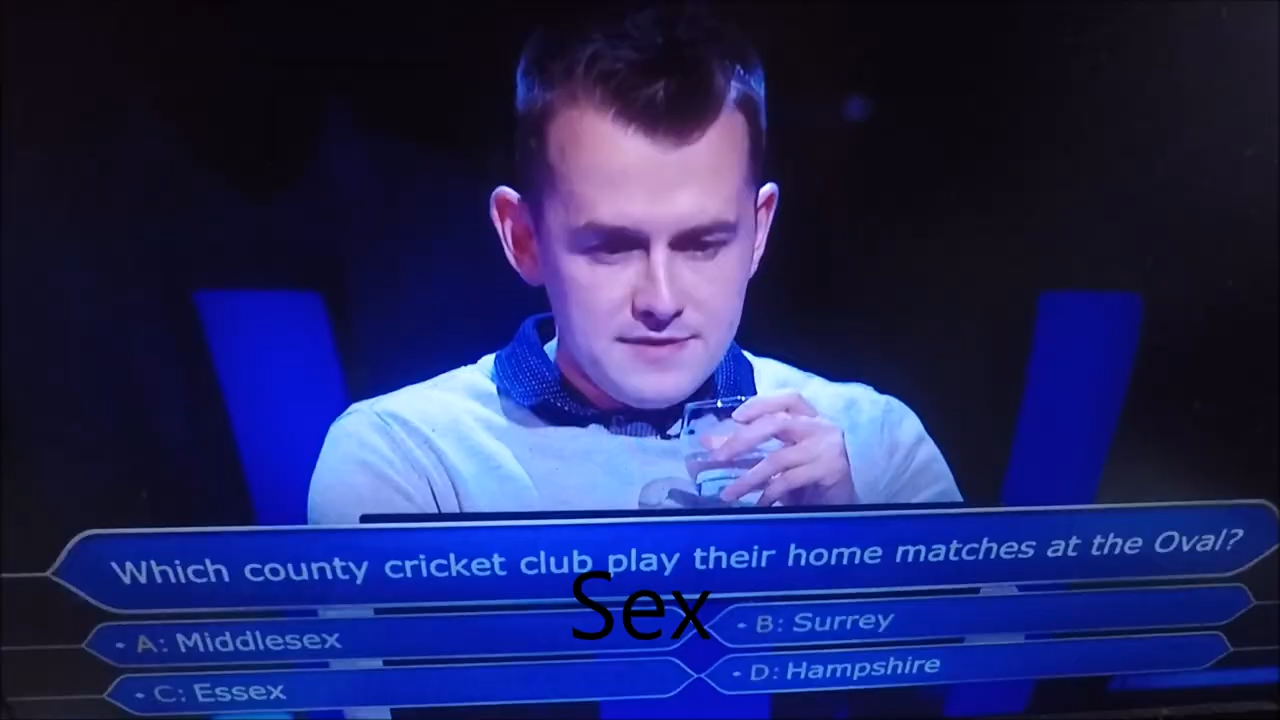 Which county cricket club play their home matches at the Oval?
Sex
• A: Middlesex
• B: Surrey
• C: Essex
• D: Hampshire